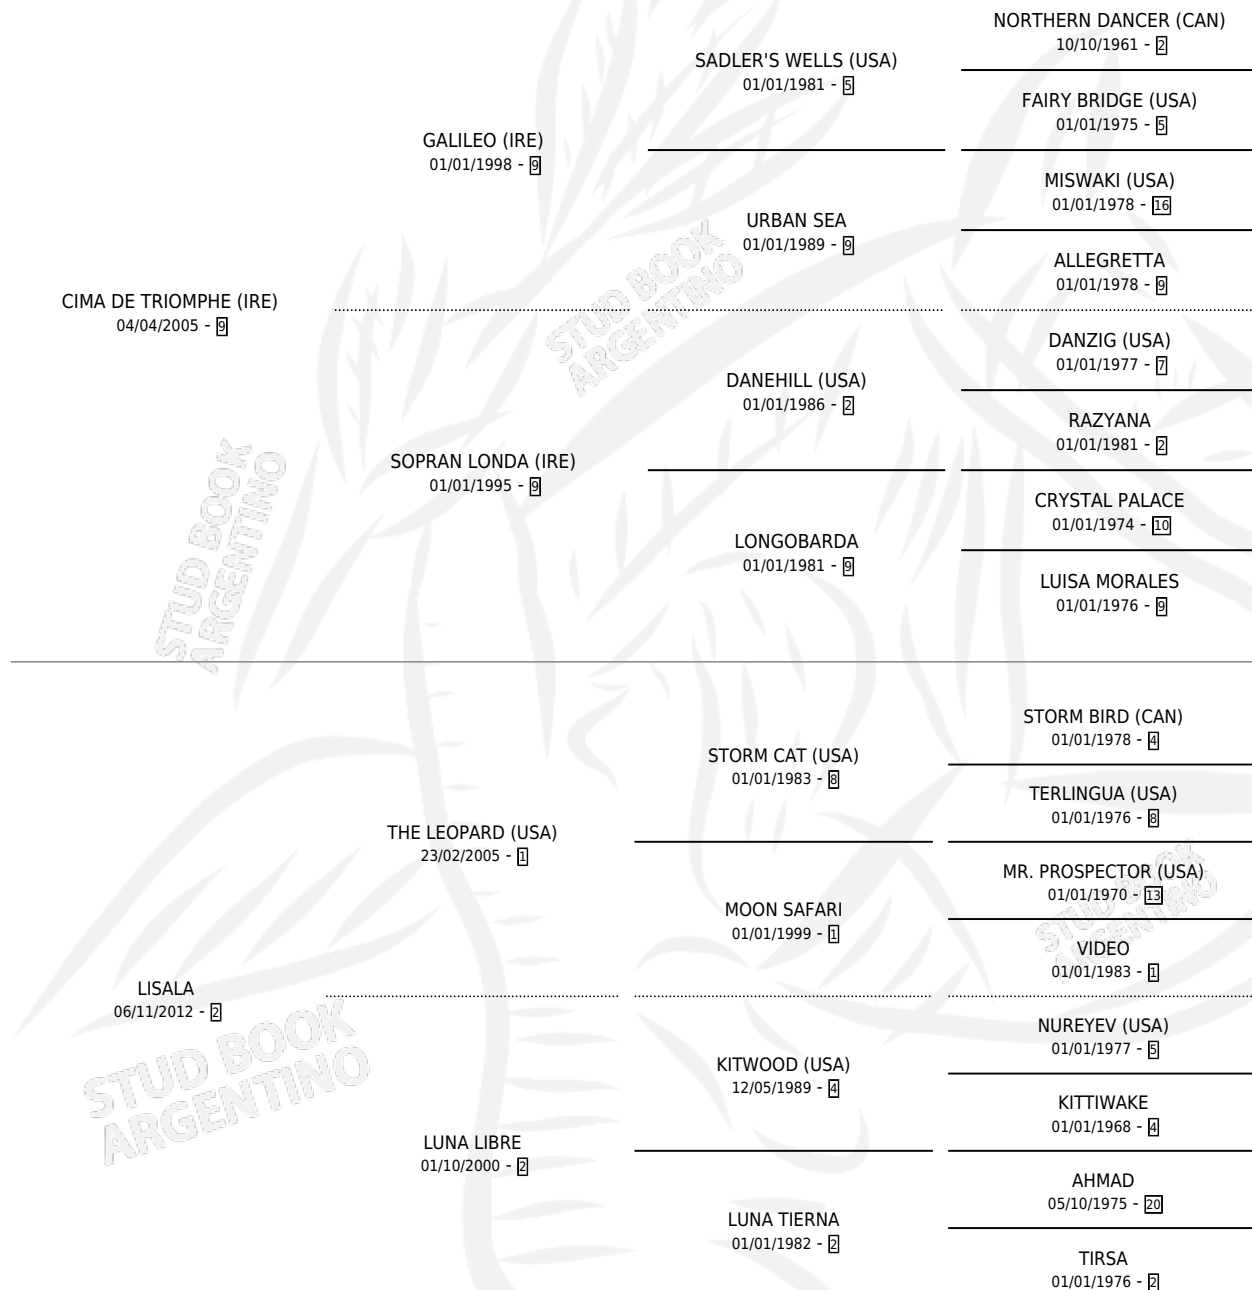 NORTHERN DANCER (CAN)
10/10/1961 - 2
SADLER'S WELLS (USA)
01/01/1981 - 5
FAIRY BRIDGE (USA)
01/01/1975 - 5
GALILEO (IRE)
01/01/1998 - 9
MISWAKI (USA)
01/01/1978 - 16
URBAN SEA
01/01/1989 - 9
ALLEGRETTA
01/01/1978 - 9
CIMA DE TRIOMPHE (IRE)
04/04/2005 - 9
DANZIG (USA)
01/01/1977 - 7
DANEHILL (USA)
01/01/1986 - 2
RAZYANA
01/01/1981 - 2
SOPRAN LONDA (IRE)
01/01/1995 - 9
CRYSTAL PALACE
01/01/1974 - 10
LONGOBARDA
01/01/1981 - 9
LUISA MORALES
01/01/1976 - 9
STORM BIRD (CAN)
01/01/1978 - 4
STORM CAT (USA)
01/01/1983 - 8
TERLINGUA (USA)
01/01/1976 - 8
THE LEOPARD (USA)
23/02/2005 - 1
MR. PROSPECTOR (USA)
01/01/1970 - 13
MOON SAFARI
01/01/1999 - 1
VIDEO
01/01/1983 - 1
LISALA
06/11/2012 - 2
NUREYEV (USA)
01/01/1977 - 5
KITWOOD (USA)
12/05/1989 - 4
KITTIWAKE
01/01/1968 - 4
LUNA LIBRE
01/10/2000 - 2
AHMAD
05/10/1975 - 20
LUNA TIERNA
01/01/1982 - 2
TIRSA
01/01/1976 - 2
STUD BOOK
ARGENTINO
STUD BOOK
ARGENTINO
STUD BOOK
ARGENTINO
STUD BOOK
ARGENTINO